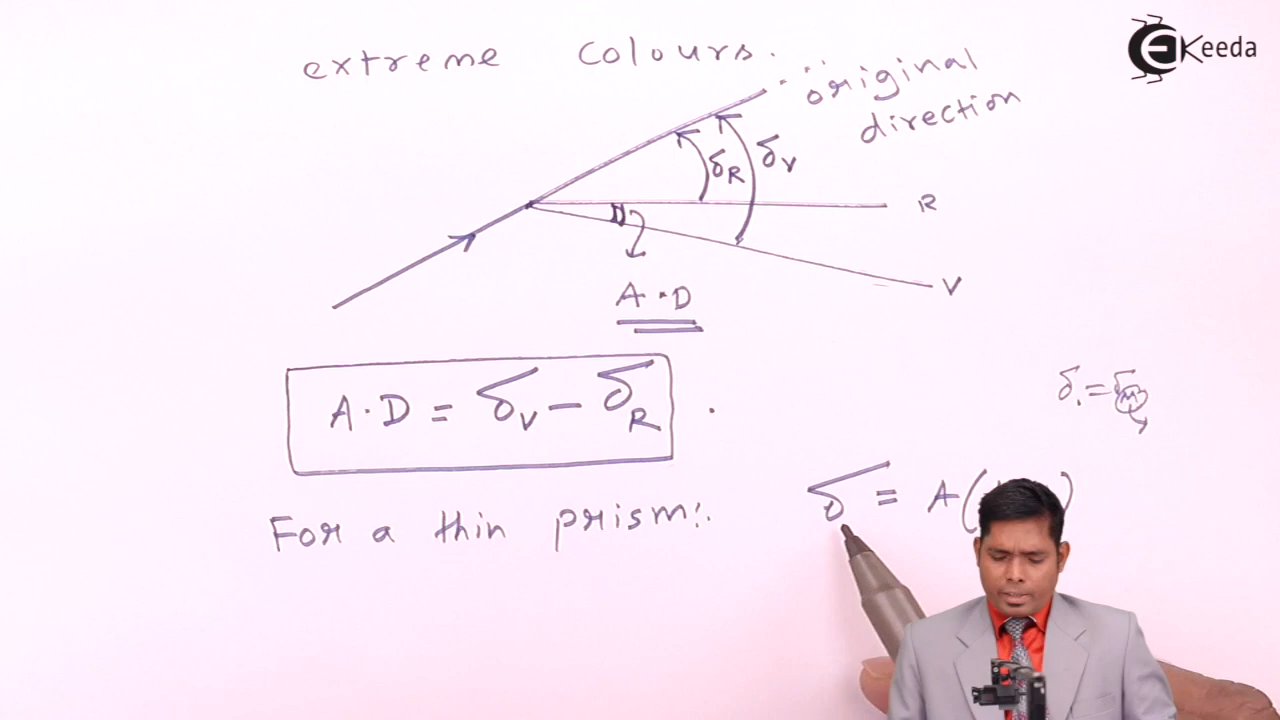 extreme colours.
Keeda
original
direction
δR
δV
R
A.D
V
A.D = δV - δR
For a thin prism:
δ = A( )